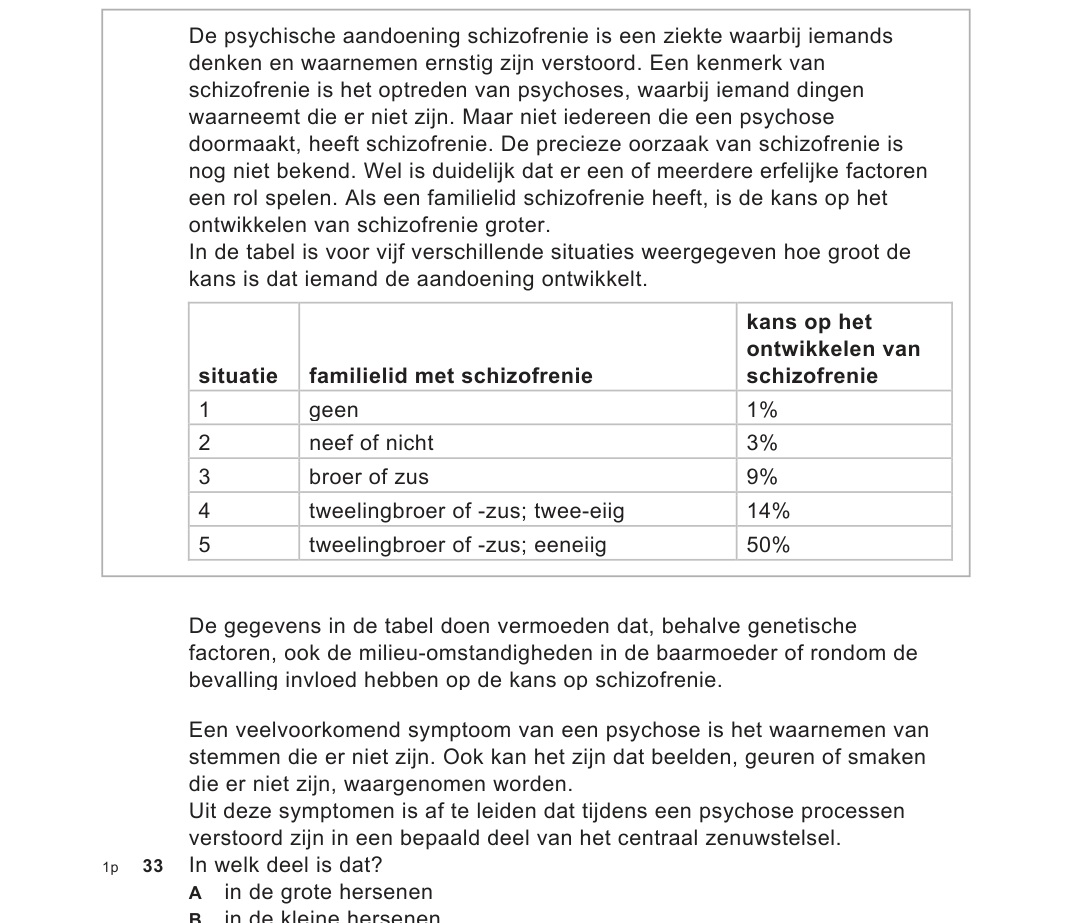 De psychische aandoening schizofrenie is een ziekte waarbij iemands
denken en waarnemen ernstig zijn verstoord. Een kenmerk van
schizofrenie is het optreden van psychoses, waarbij iemand dingen
waarneemt die er niet zijn. Maar niet iedereen die een psychose
doormaakt, heeft schizofrenie. De precieze oorzaak van schizofrenie is
nog niet bekend. Wel is duidelijk dat er een of meerdere erfelijke factoren
een rol spelen. Als een familielid schizofrenie heeft, is de kans op het
ontwikkelen van schizofrenie groter.
In de tabel is voor vijf verschillende situaties weergegeven hoe groot de
kans is dat iemand de aandoening ontwikkelt.
kans op het
ontwikkelen van
situatie familielid met schizofrenie schizofrenie
1 geen 1%
2 neef of nicht 3%
3 broer of zus 9%
4 tweelingbroer of -zus; twee-eiig 14%
5 tweelingbroer of -zus; eeneiig 50%
De gegevens in de tabel doen vermoeden dat, behalve genetische
factoren, ook de milieu-omstandigheden in de baarmoeder of rondom de
bevalling invloed hebben op de kans op schizofrenie.
Een veelvoorkomend symptoom van een psychose is het waarnemen van
stemmen die er niet zijn. Ook kan het zijn dat beelden, geuren of smaken
die er niet zijn, waargenomen worden.
Uit deze symptomen is af te leiden dat tijdens een psychose processen
verstoord zijn in een bepaald deel van het centraal zenuwstelsel.
1p 33 In welk deel is dat?
A in de grote hersenen
B in de kleine hersenen